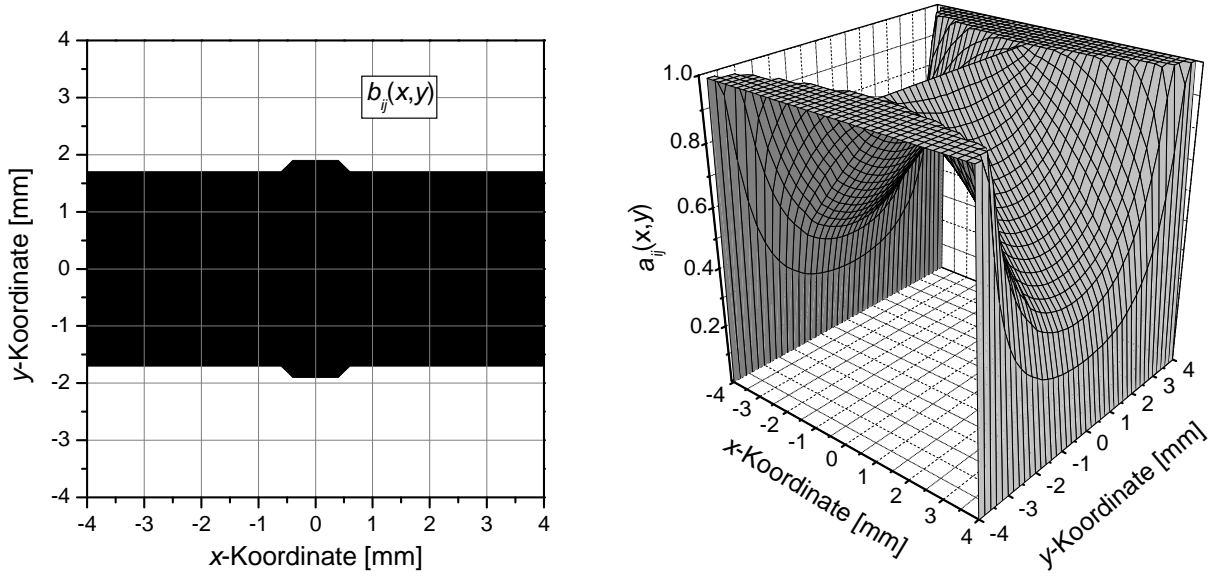 4
3
2
1
0
-1
-2
-3
-4
y-Koordinate [mm]
b_ij(x,y)
-4 -3 -2 -1 0 1 2 3 4
x-Koordinate [mm]
1.0
0.8
0.6
0.4
0.2
a_ij(x,y)
-4 -3 -2 -1 0 1 2 3 4
x-Koordinate [mm]
-4 -3 -2 -1 0 1 2 3 4
y-Koordinate [mm]